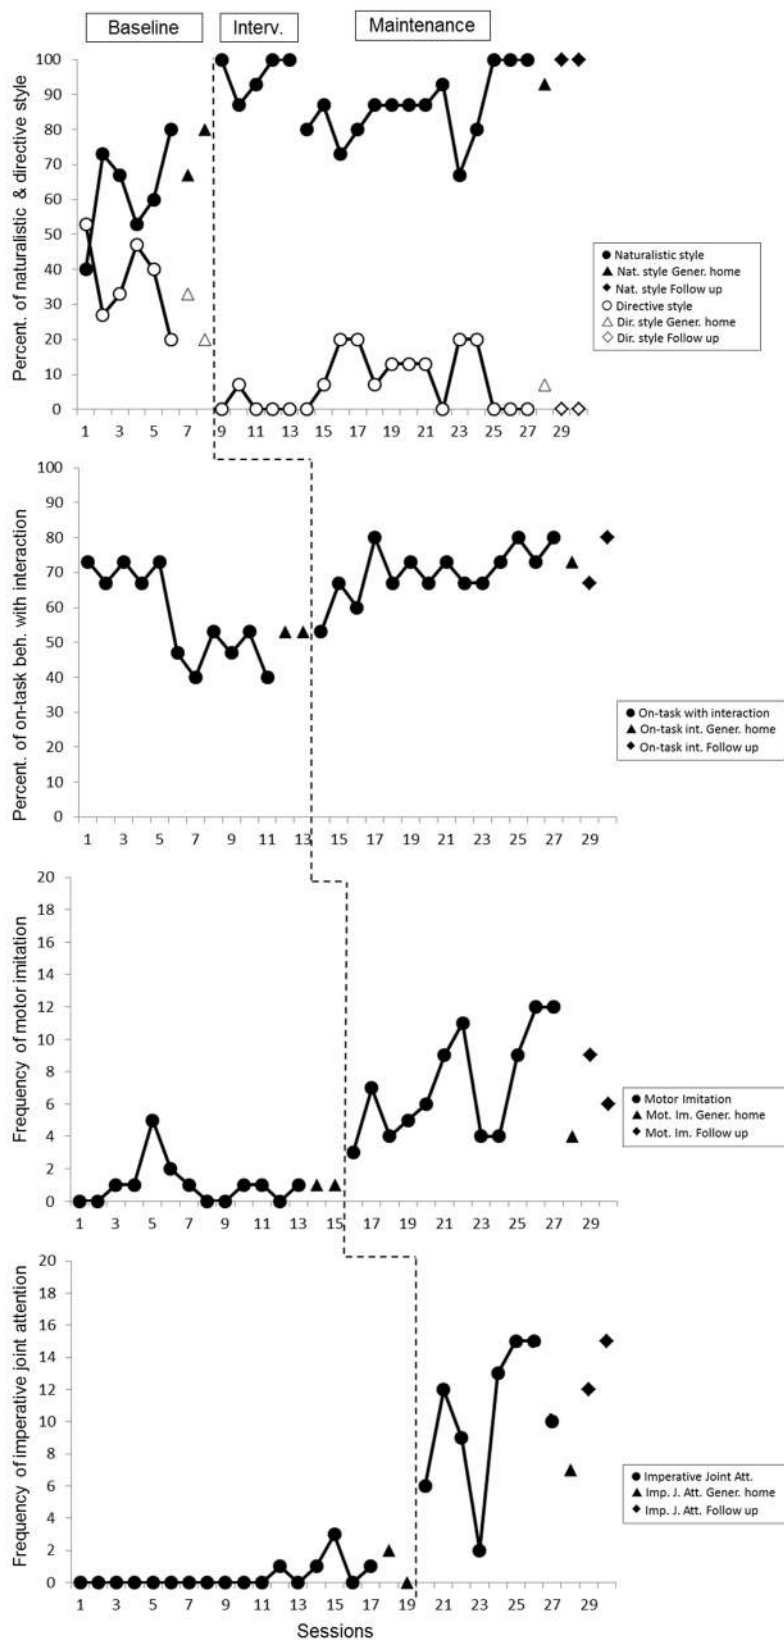 Baseline Interv. Maintenance
Percent. of naturalistic & directive style
100
90
80
70
60
50
40
30
20
10
0
1 3 5 7 9 11 13 15 17 19 21 23 25 27 29
Naturalistic style
Nat. style Gener. home
Nat. style Follow up
Directive style
Dir. style Gener. home
Dir. style Follow up
Percent. of on-task beh. with interaction
100
90
80
70
60
50
40
30
20
10
0
1 3 5 7 9 11 13 15 17 19 21 23 25 27 29
On-task with interaction
On-task int. Gener. home
On-task int. Follow up
Frequency of motor imitation
20
18
16
14
12
10
8
6
4
2
0
1 3 5 7 9 11 13 15 17 19 21 23 25 27 29
Motor Imitation
Mot. Im. Gener. home
Mot. Im. Follow up
Frequency of imperative joint attention
20
18
16
14
12
10
8
6
4
2
0
1 3 5 7 9 11 13 15 17 19 21 23 25 27 29
Imperative Joint Att.
Imp. J. Att. Gener. home
Imp. J. Att. Follow up
Sessions